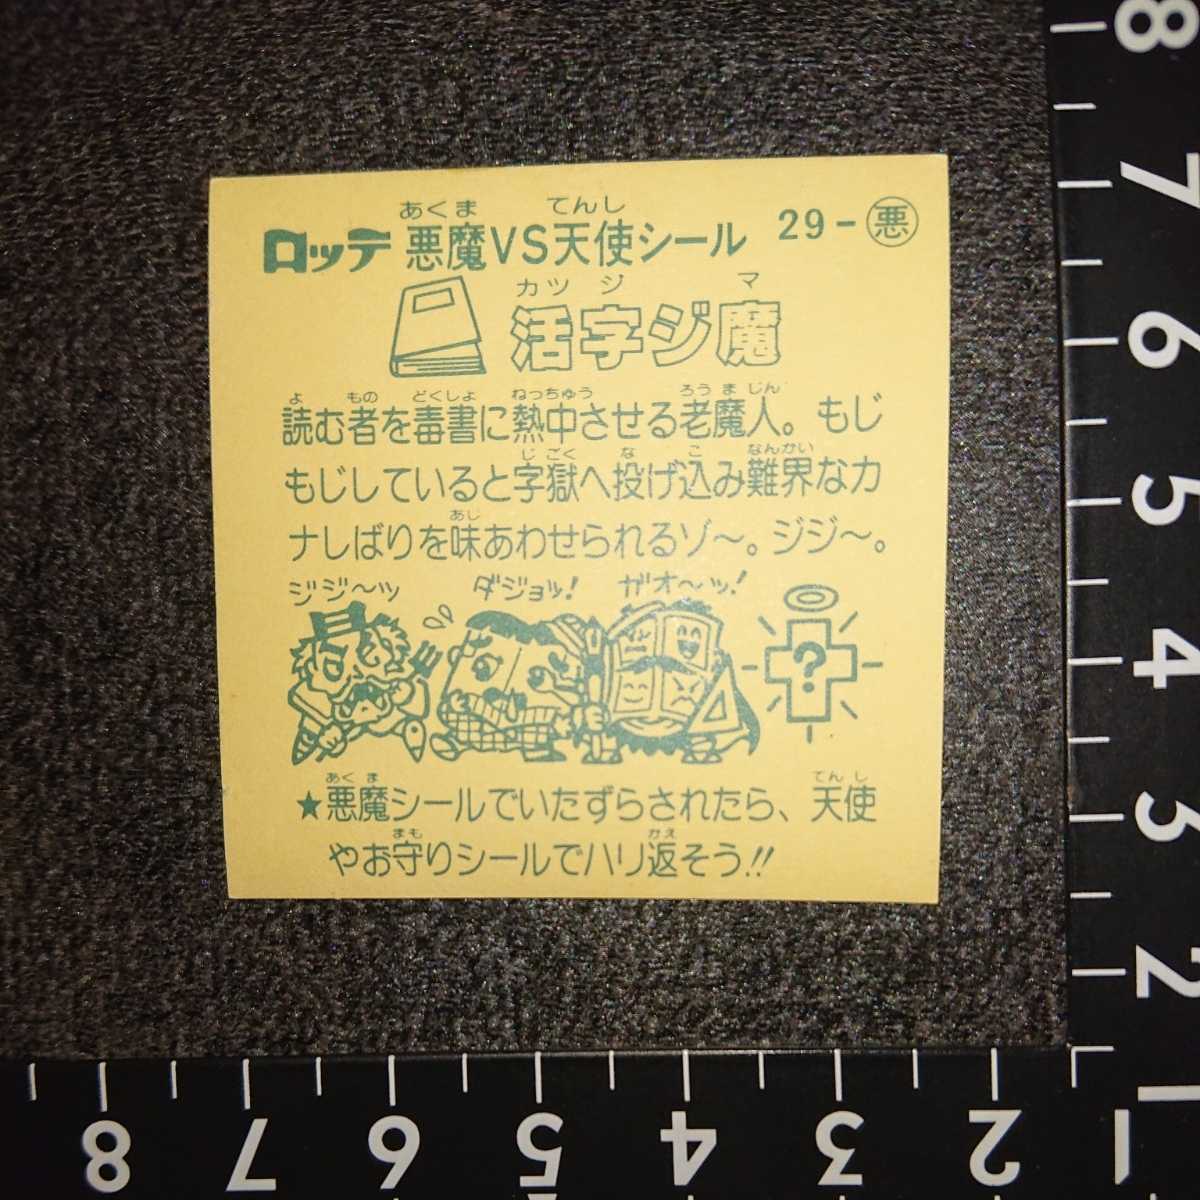 あくま てんし
ロッテ 悪魔VS天使シール 29-悪
カツ ジ マ
活字ジ魔
よ もの どくしょ ねっちゅう ろう ま じん
読む者を毒書に熱中させる老魔人。もじ
じ ごく な こ なんかい
もじしていると字獄へ投げ込み難界なカ
あじ
ナしばりを味あわせられるゾ〜。ジジ〜。
ジジ〜ッ ダジョッ! ガオ〜ッ!
?
あく ま てん し
★悪魔シールでいたずらされたら、天使
まも かえ
やお守りシールでハリ返そう!!
8
7
6
5
4
3
2
1
8 7 6 5 4 3 2 1